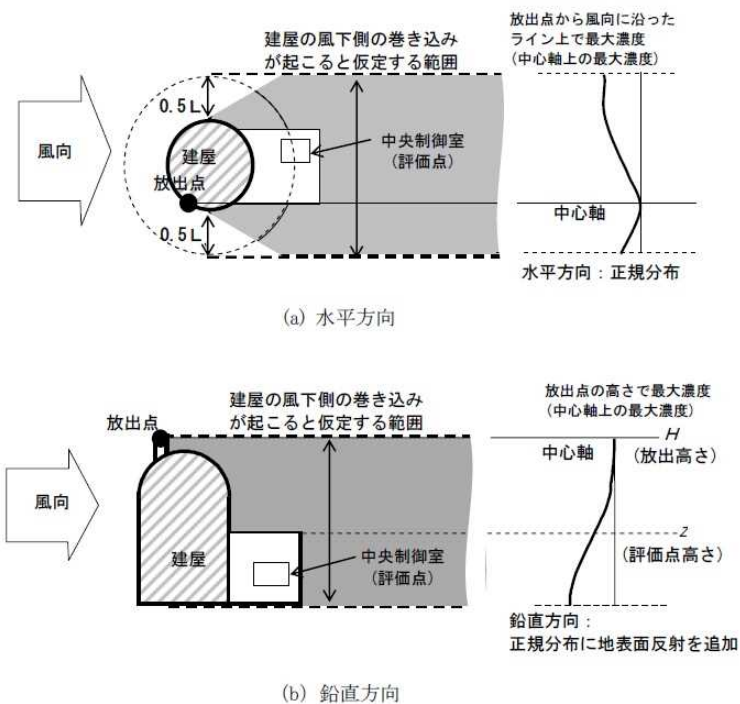 建屋の風下側の巻き込み
が起こると仮定する範囲
放出点から風向に沿った
ライン上で最大濃度
(中心軸上の最大濃度)
0.5L
風向
建屋
中央制御室
(評価点)
放出点
中心軸
0.5L
水平方向：正規分布
(a) 水平方向
建屋の風下側の巻き込み
が起こると仮定する範囲
放出点の高さで最大濃度
(中心軸上の最大濃度)
放出点
H
中心軸
(放出高さ)
風向
z
建屋
中央制御室
(評価点)
(評価点高さ)
鉛直方向：
正規分布に地表面反射を追加
(b) 鉛直方向